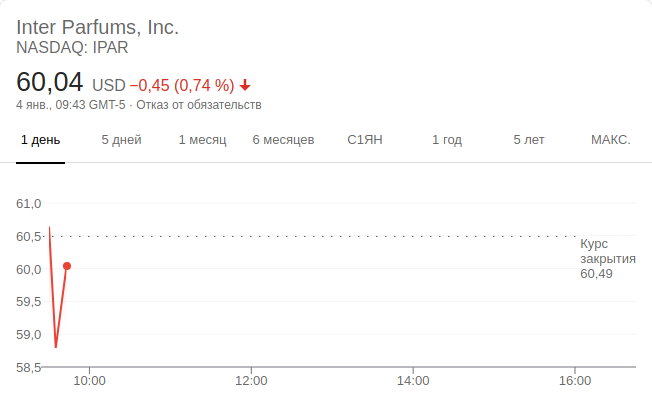 Inter Parfums, Inc.
NASDAQ: IPAR
60,04 USD −0,45 (0,74 %)
4 янв., 09:43 GMT-5 · Отказ от обязательств
1 день 5 дней 1 месяц 6 месяцев С1ЯН 1 год 5 лет МАКС.
61,0
60,5
Курс
закрытия
60,49
60,0
59,5
59,0
58,5
10:00 12:00 14:00 16:00